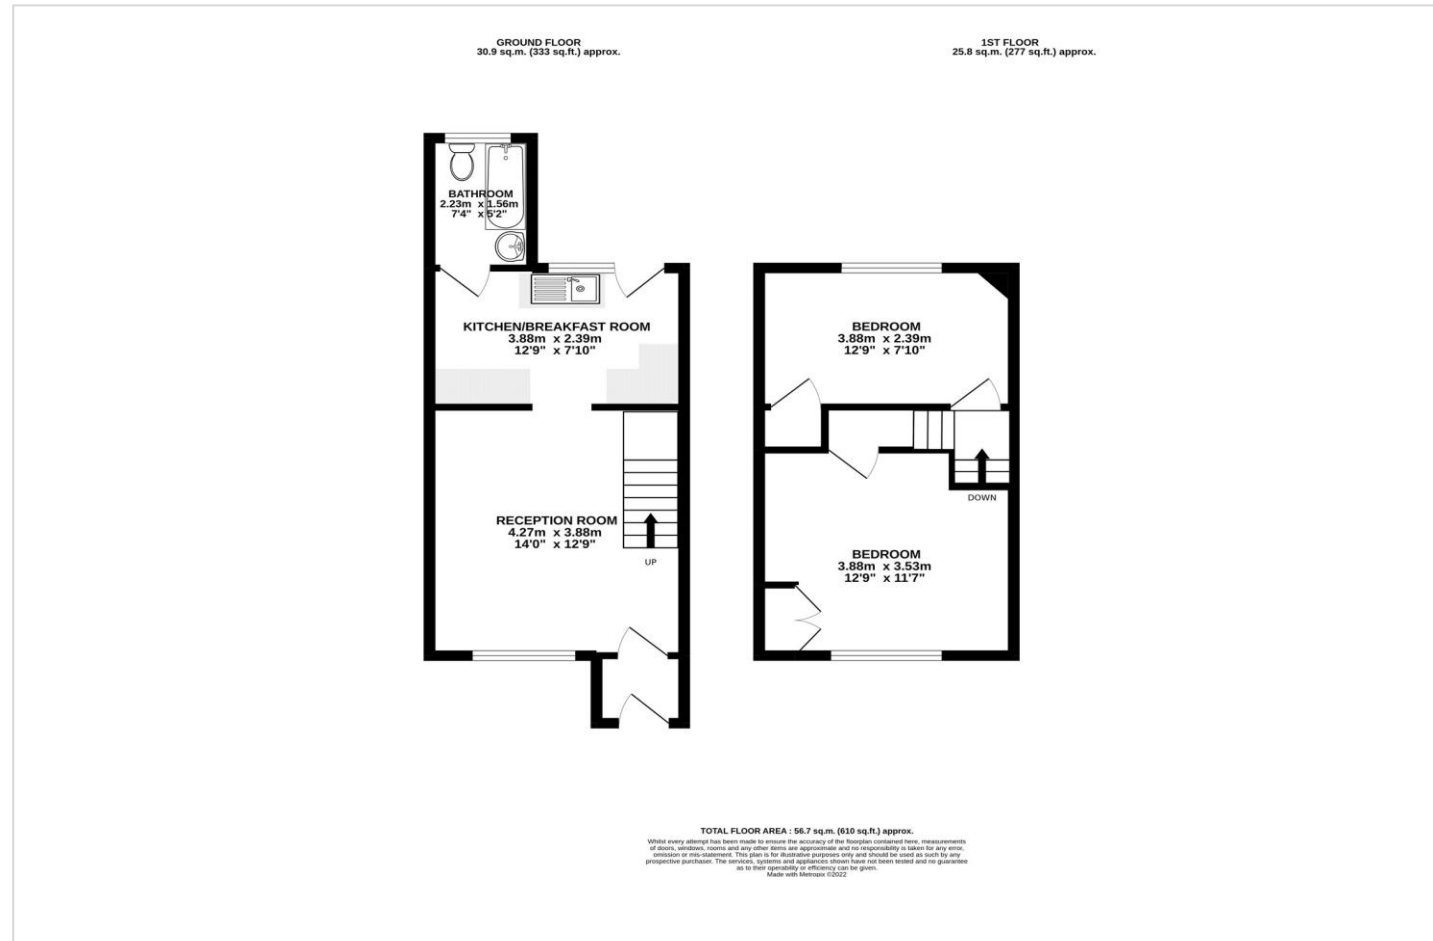 GROUND FLOOR
30.9 sq.m. (333 sq.ft.) approx.
1ST FLOOR
25.8 sq.m. (277 sq.ft.) approx.
BATHROOM
2.23m x 1.56m
7'4" x 5'2"
KITCHEN/BREAKFAST ROOM
3.88m x 2.39m
12'9" x 7'10"
RECEPTION ROOM
4.27m x 3.88m
14'0" x 12'9"
UP
BEDROOM
3.88m x 2.39m
12'9" x 7'10"
DOWN
BEDROOM
3.88m x 3.53m
12'9" x 11'7"
TOTAL FLOOR AREA : 56.7 sq.m. (610 sq.ft.) approx.
Whilst every attempt has been made to ensure the accuracy of the floorplan contained here, measurements
of doors, windows, rooms and any other items are approximate and no responsibility is taken for any error,
omission or mis-statement. This plan is for illustrative purposes only and should be used as such by any
prospective purchaser. The services, systems and appliances shown have not been tested and no guarantee
as to their operability or efficiency can be given.
Made with Metropix ©2022